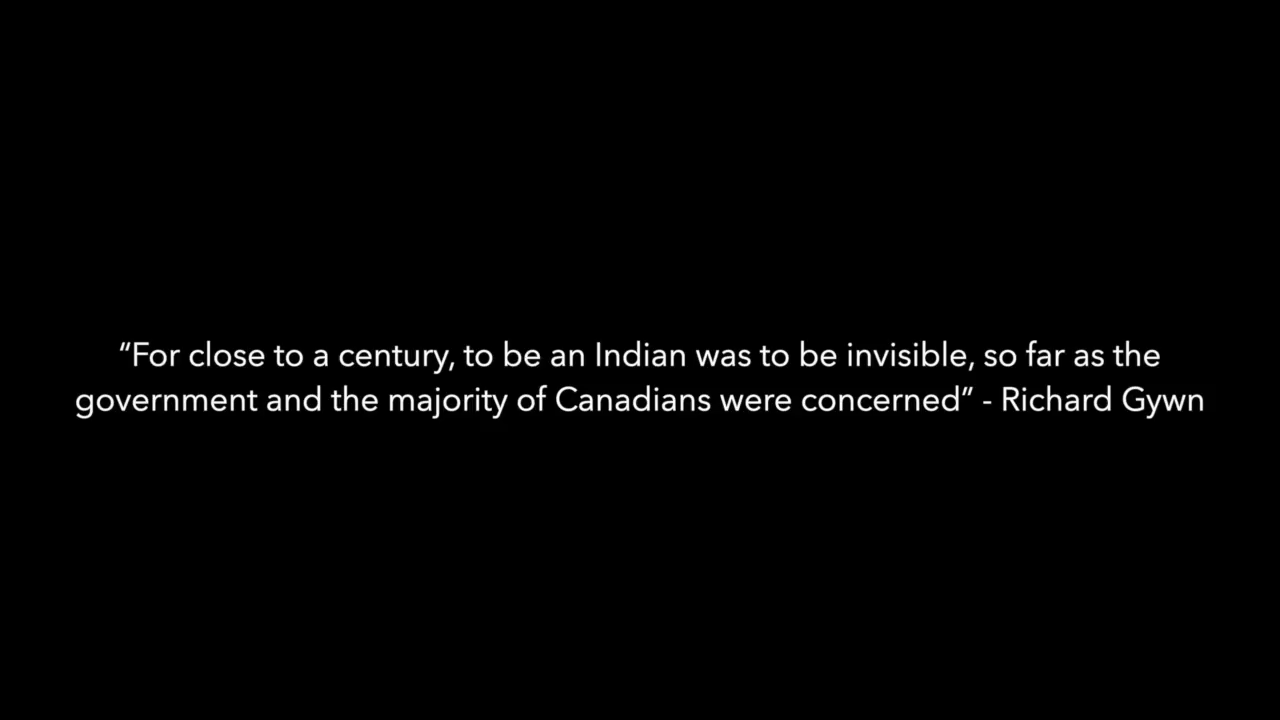 “For close to a century, to be an Indian was to be invisible, so far as the
government and the majority of Canadians were concerned” - Richard Gywn